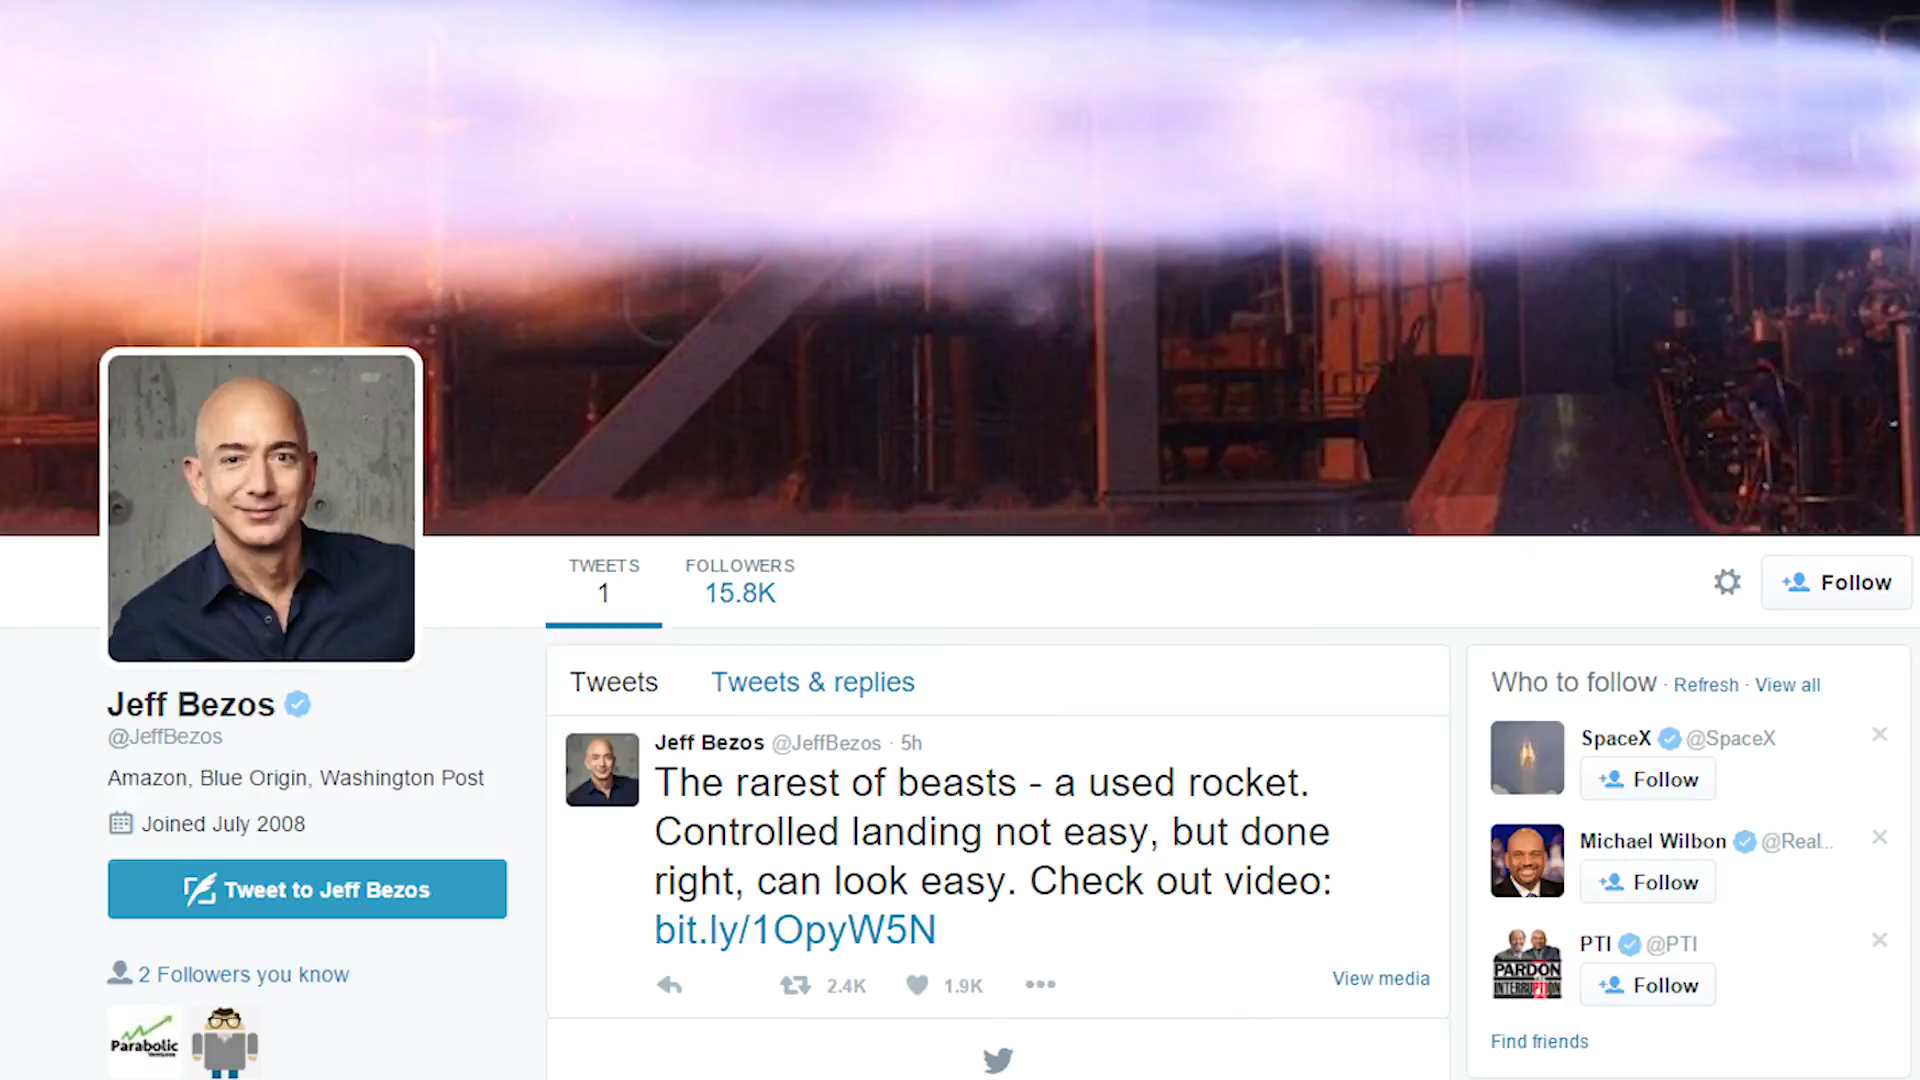 TWEETS
1
FOLLOWERS
15.8K
Follow
Jeff Bezos
@JeffBezos
Amazon, Blue Origin, Washington Post
Joined July 2008
Tweet to Jeff Bezos
2 Followers you know
Parabolic
Tweets
Tweets & replies
Jeff Bezos @JeffBezos · 5h
The rarest of beasts - a used rocket.
Controlled landing not easy, but done
right, can look easy. Check out video:
bit.ly/1OpyW5N
2.4K
1.9K
View media
Who to follow · Refresh · View all
SpaceX @SpaceX
Follow
Michael Wilbon @Real...
Follow
PTI @PTI
Follow
PARDON
INTERRUPTION
Find friends